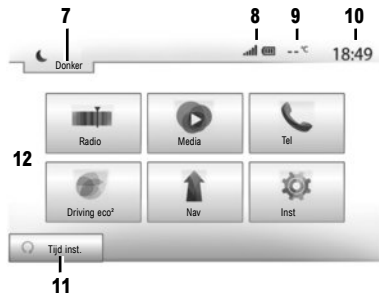 7 8 9 10
Donker
--°C
18:49
Radio Media Tel
12
Driving eco² Nav Inst
Tijd inst.
11